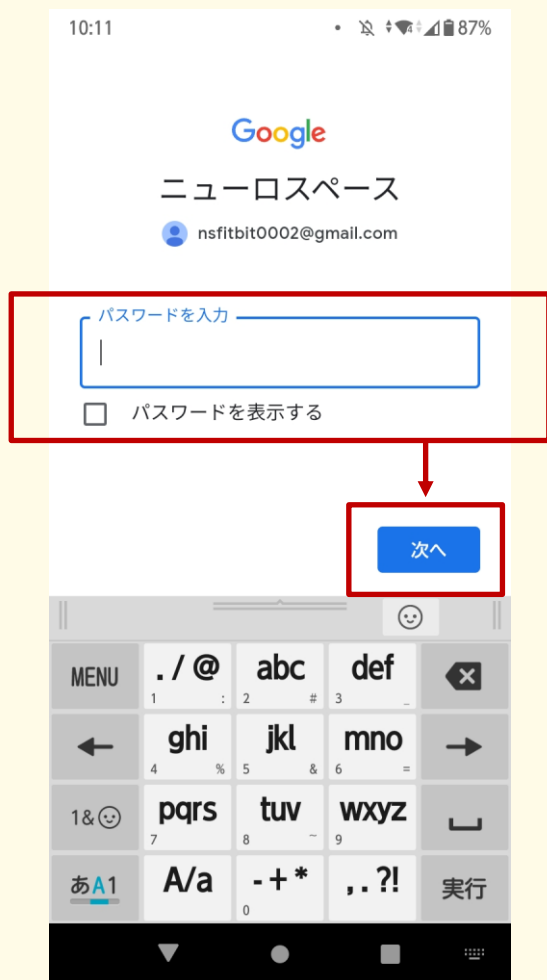 10:11 87%
Google
ニューロスペース
nsfitbit0002@gmail.com
パスワードを入力
パスワードを表示する
次へ
MENU ./@ abc def
1 : 2 # 3 _
ghi jkl mno
4 % 5 & 6 =
1& pqrs tuv wxyz
7 8 ~ 9
あA1 A/a -+* ,.?! 実行
0